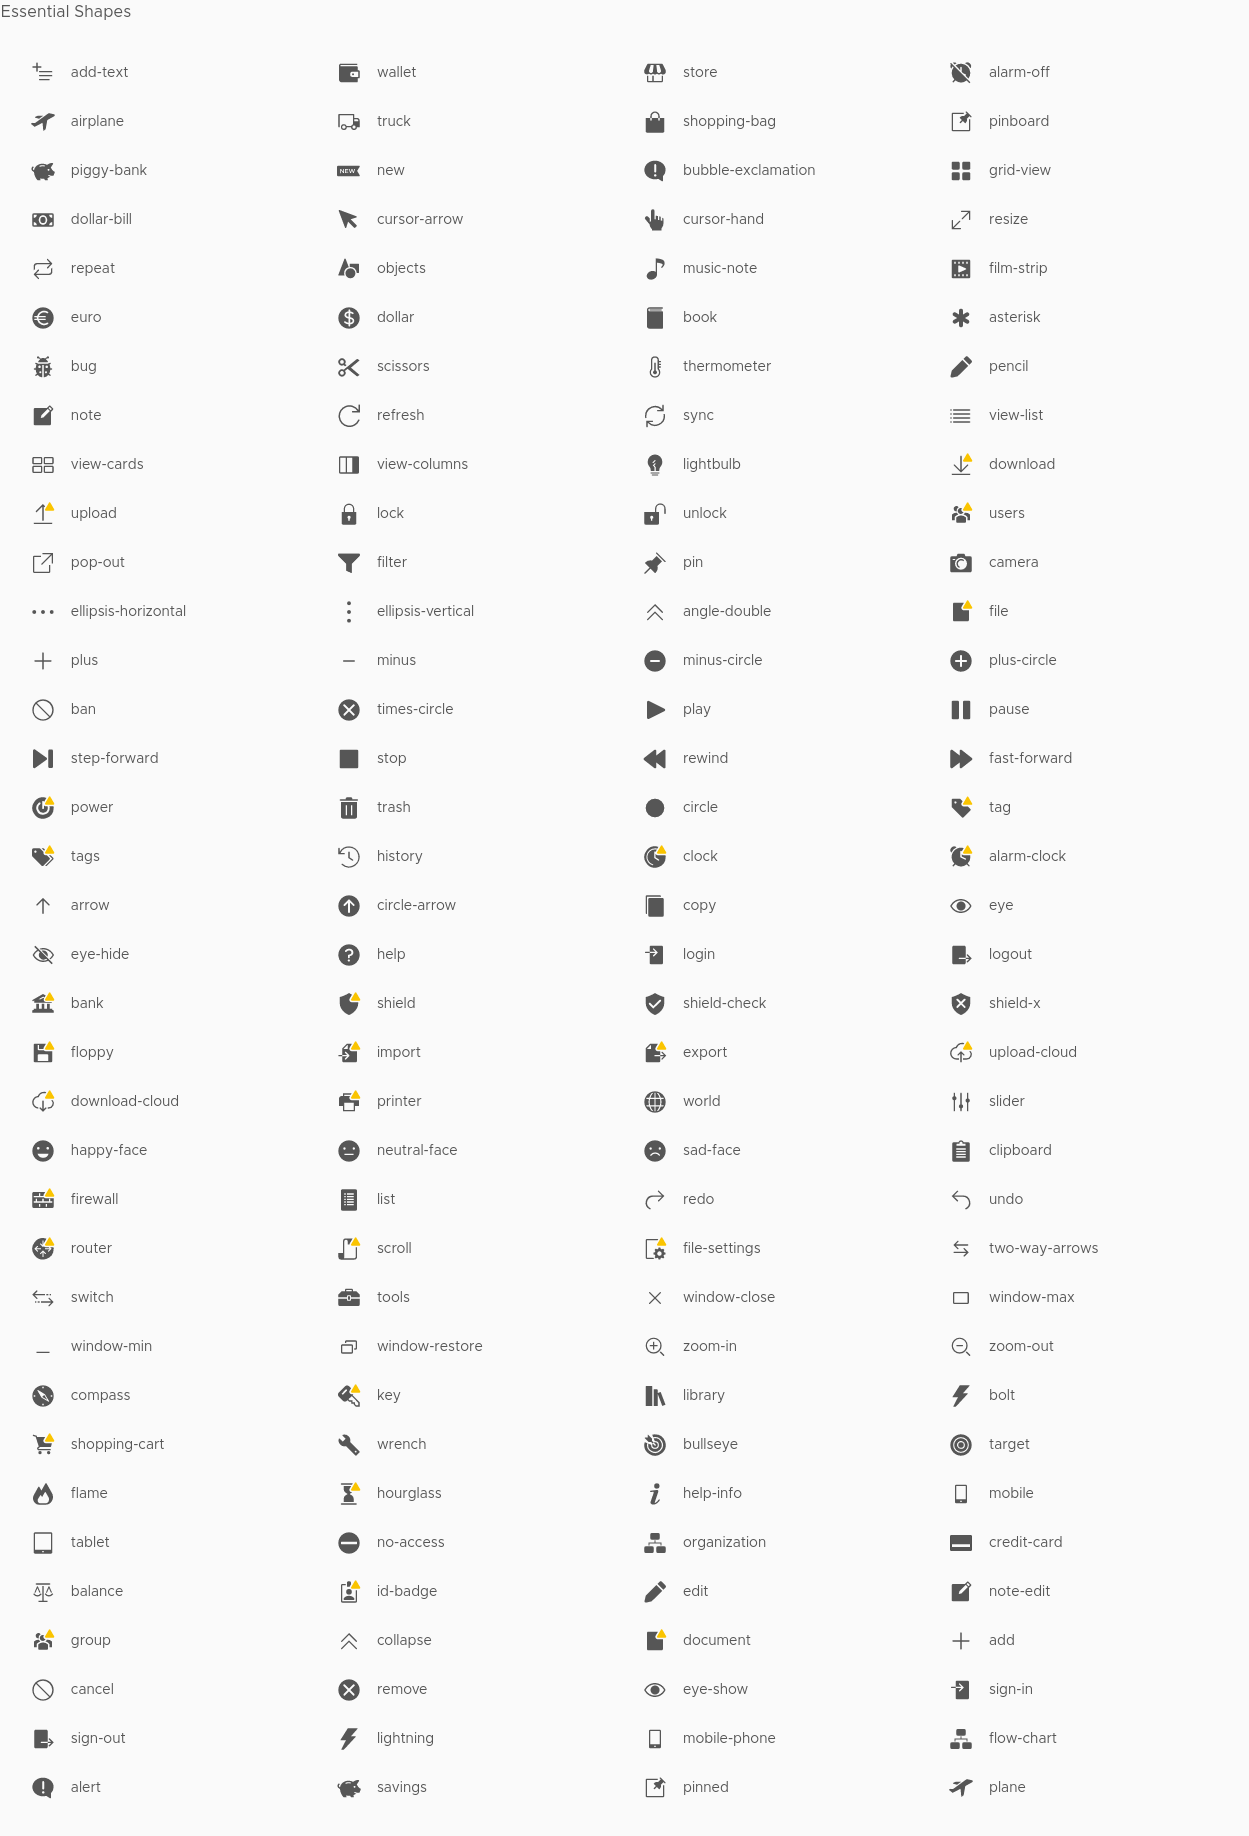 Essential Shapes
add-text wallet store alarm-off
airplane truck shopping-bag pinboard
piggy-bank NEW new bubble-exclamation grid-view
dollar-bill cursor-arrow cursor-hand resize
repeat objects music-note film-strip
euro dollar book asterisk
bug scissors thermometer pencil
note refresh sync view-list
view-cards view-columns lightbulb download
upload lock unlock users
pop-out filter pin camera
ellipsis-horizontal ellipsis-vertical angle-double file
plus minus minus-circle plus-circle
ban times-circle play pause
step-forward stop rewind fast-forward
power trash circle tag
tags history clock alarm-clock
arrow circle-arrow copy eye
eye-hide help login logout
bank shield shield-check shield-x
floppy import export upload-cloud
download-cloud printer world slider
happy-face neutral-face sad-face clipboard
firewall list redo undo
router scroll file-settings two-way-arrows
switch tools window-close window-max
window-min window-restore zoom-in zoom-out
compass key library bolt
shopping-cart wrench bullseye target
flame hourglass help-info mobile
tablet no-access organization credit-card
balance id-badge edit note-edit
group collapse document add
cancel remove eye-show sign-in
sign-out lightning mobile-phone flow-chart
alert savings pinned plane